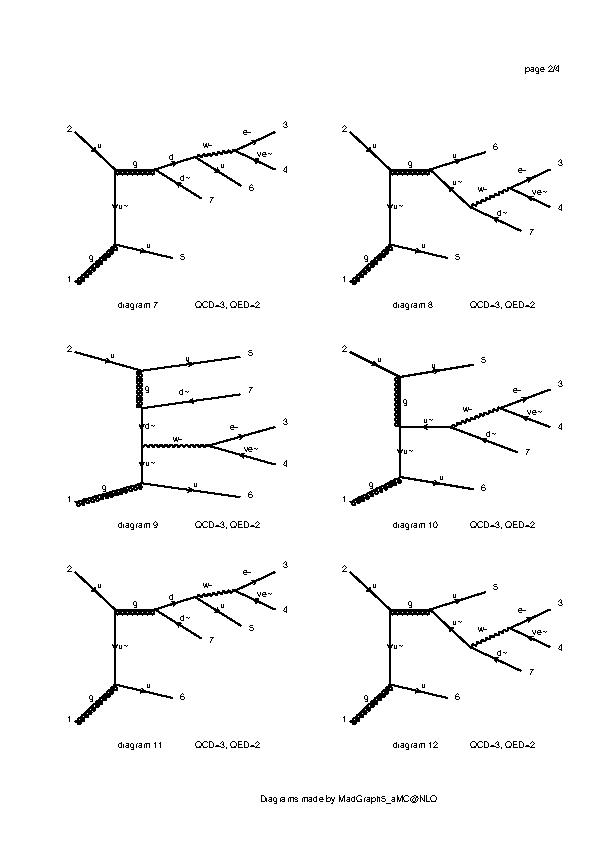 page 2/4
2 u g d w- e- 3
ve~ 4
d~ u 6
7
u~
g u 5
1
diagram 7 QCD=3, QED=2
2 u g u 6
u~ w- e- 3
ve~ 4
d~ 7
u~
g u 5
1
diagram 8 QCD=3, QED=2
2 u u 5
g d~ 7
d~ e- 3
w- ve~ 4
u~
g u 6
1
diagram 9 QCD=3, QED=2
2 u u 5
g e- 3
w- ve~ 4
u~ d~ 7
u~
g u 6
1
diagram 10 QCD=3, QED=2
2 u g d w- e- 3
ve~ 4
d~ u 5
7
u~
g u 6
1
diagram 11 QCD=3, QED=2
2 u g u 5
u~ w- e- 3
ve~ 4
d~ 7
u~
g u 6
1
diagram 12 QCD=3, QED=2
Diagrams made by MadGraph5_aMC@NLO